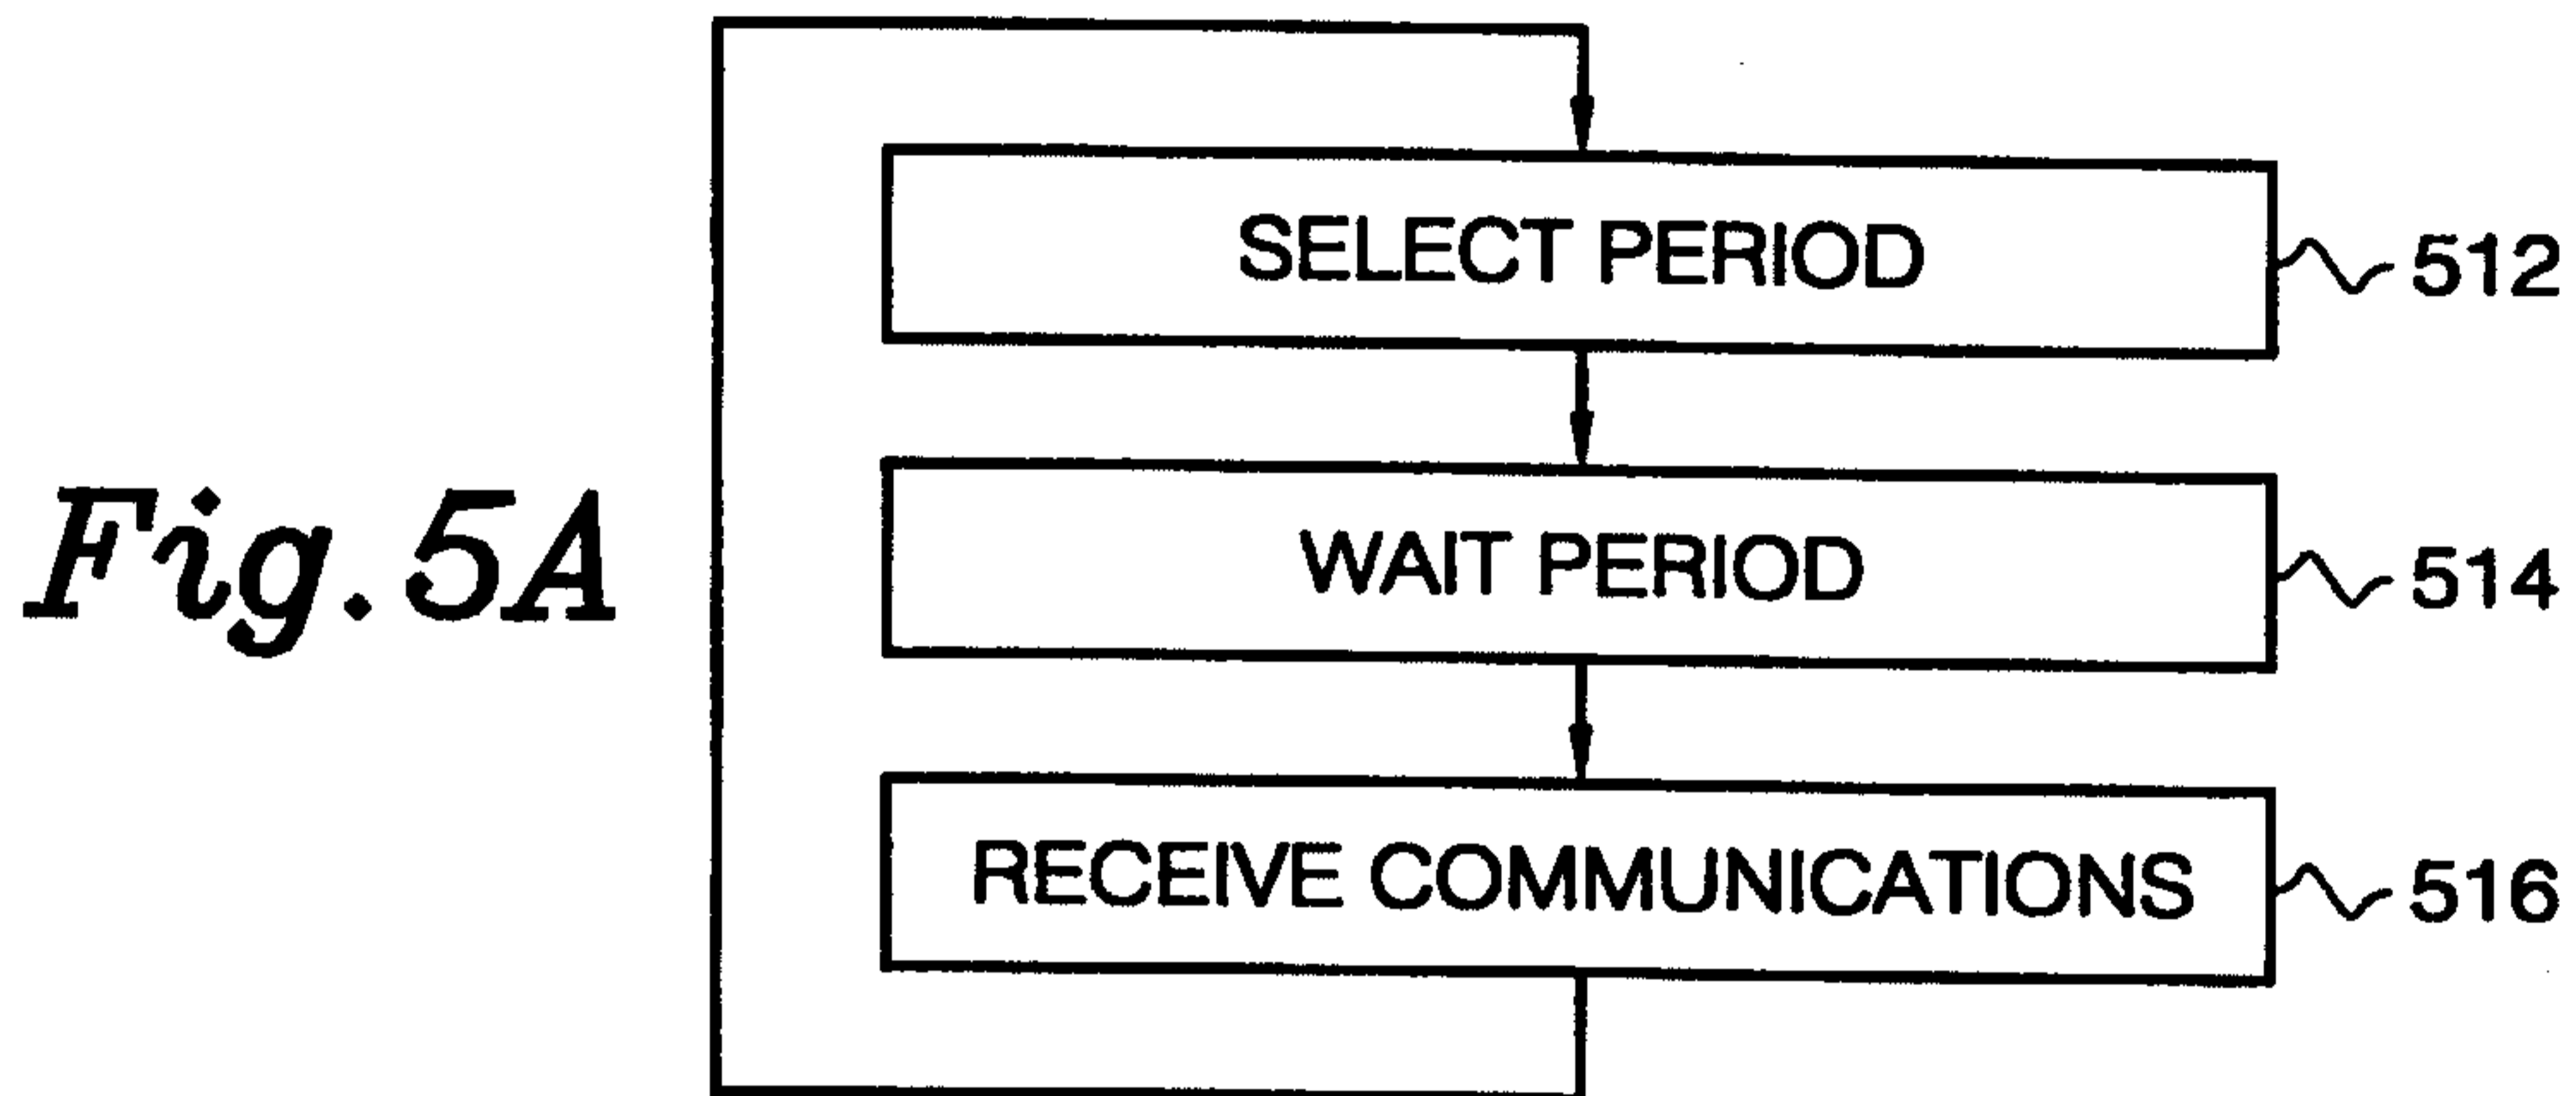 SELECT PERIOD
512
Fig. 5A
WAIT PERIOD
514
RECEIVE COMMUNICATIONS
516